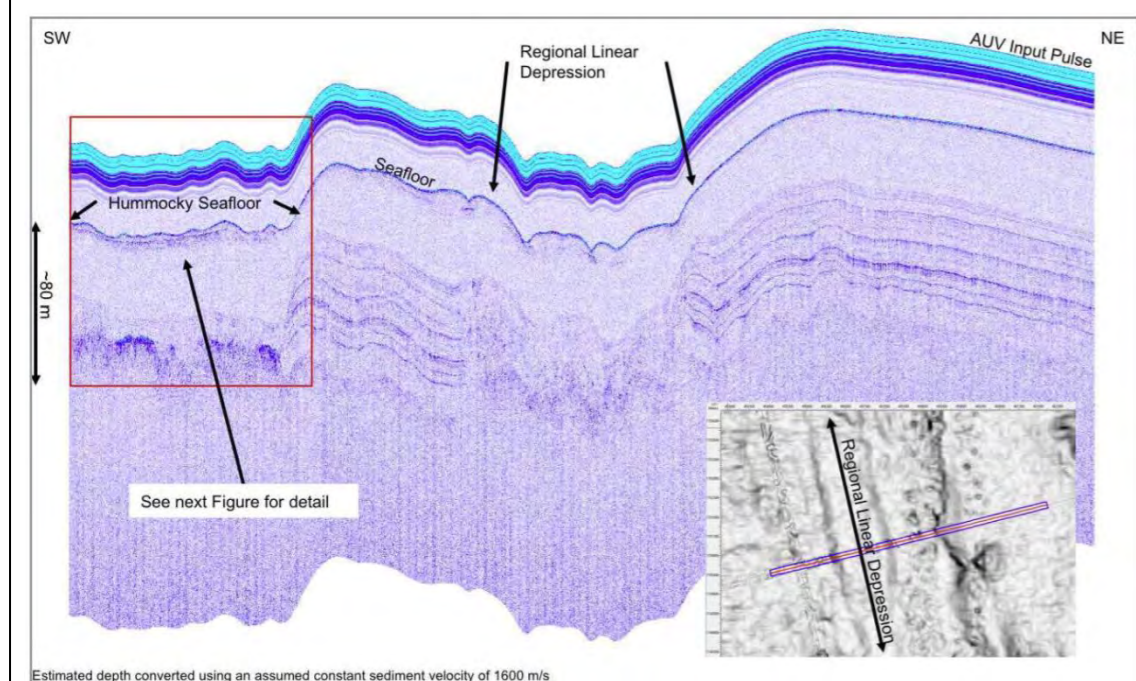 SW
NE
AUV Input Pulse
Regional Linear
Depression
Seafloor
Hummocky Seafloor
~80 m
See next Figure for detail
Regional Linear Depression
Estimated depth converted using an assumed constant sediment velocity of 1600 m/s